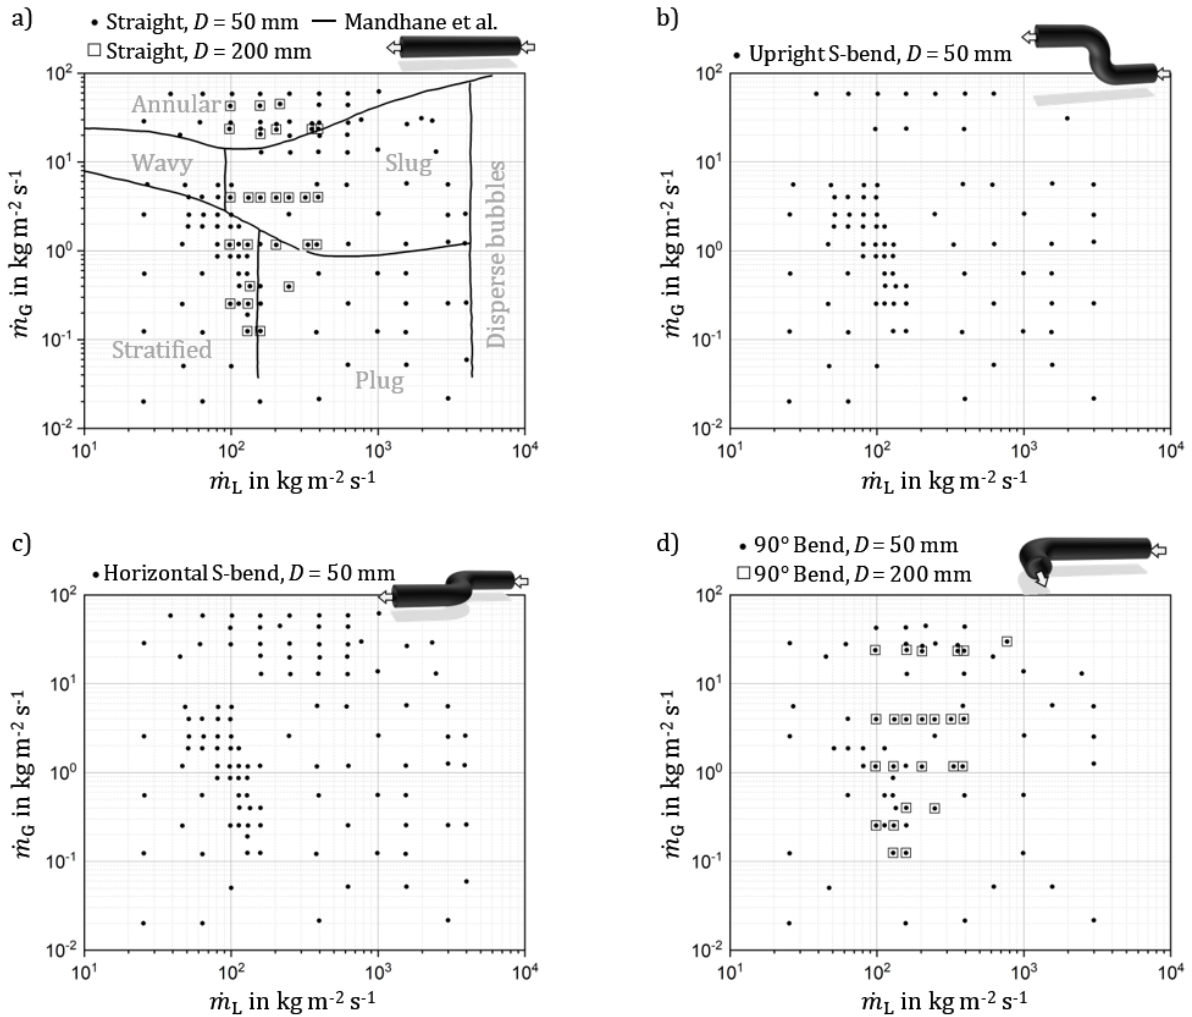 a)
• Straight, D = 50 mm — Mandhane et al.
□ Straight, D = 200 mm
10² 10¹ 10⁰ 10⁻¹ 10⁻²
ṁG in kg m⁻² s⁻¹
Annular
Wavy
Slug
Disperse bubbles
Stratified
Plug
10¹ 10² 10³ 10⁴
ṁL in kg m⁻² s⁻¹
b)
• Upright S-bend, D = 50 mm
10² 10¹ 10⁰ 10⁻¹ 10⁻²
ṁG in kg m⁻² s⁻¹
10¹ 10² 10³ 10⁴
ṁL in kg m⁻² s⁻¹
c)
• Horizontal S-bend, D = 50 mm
10² 10¹ 10⁰ 10⁻¹ 10⁻²
ṁG in kg m⁻² s⁻¹
10¹ 10² 10³ 10⁴
ṁL in kg m⁻² s⁻¹
d)
• 90° Bend, D = 50 mm
□ 90° Bend, D = 200 mm
10² 10¹ 10⁰ 10⁻¹ 10⁻²
ṁG in kg m⁻² s⁻¹
10¹ 10² 10³ 10⁴
ṁL in kg m⁻² s⁻¹